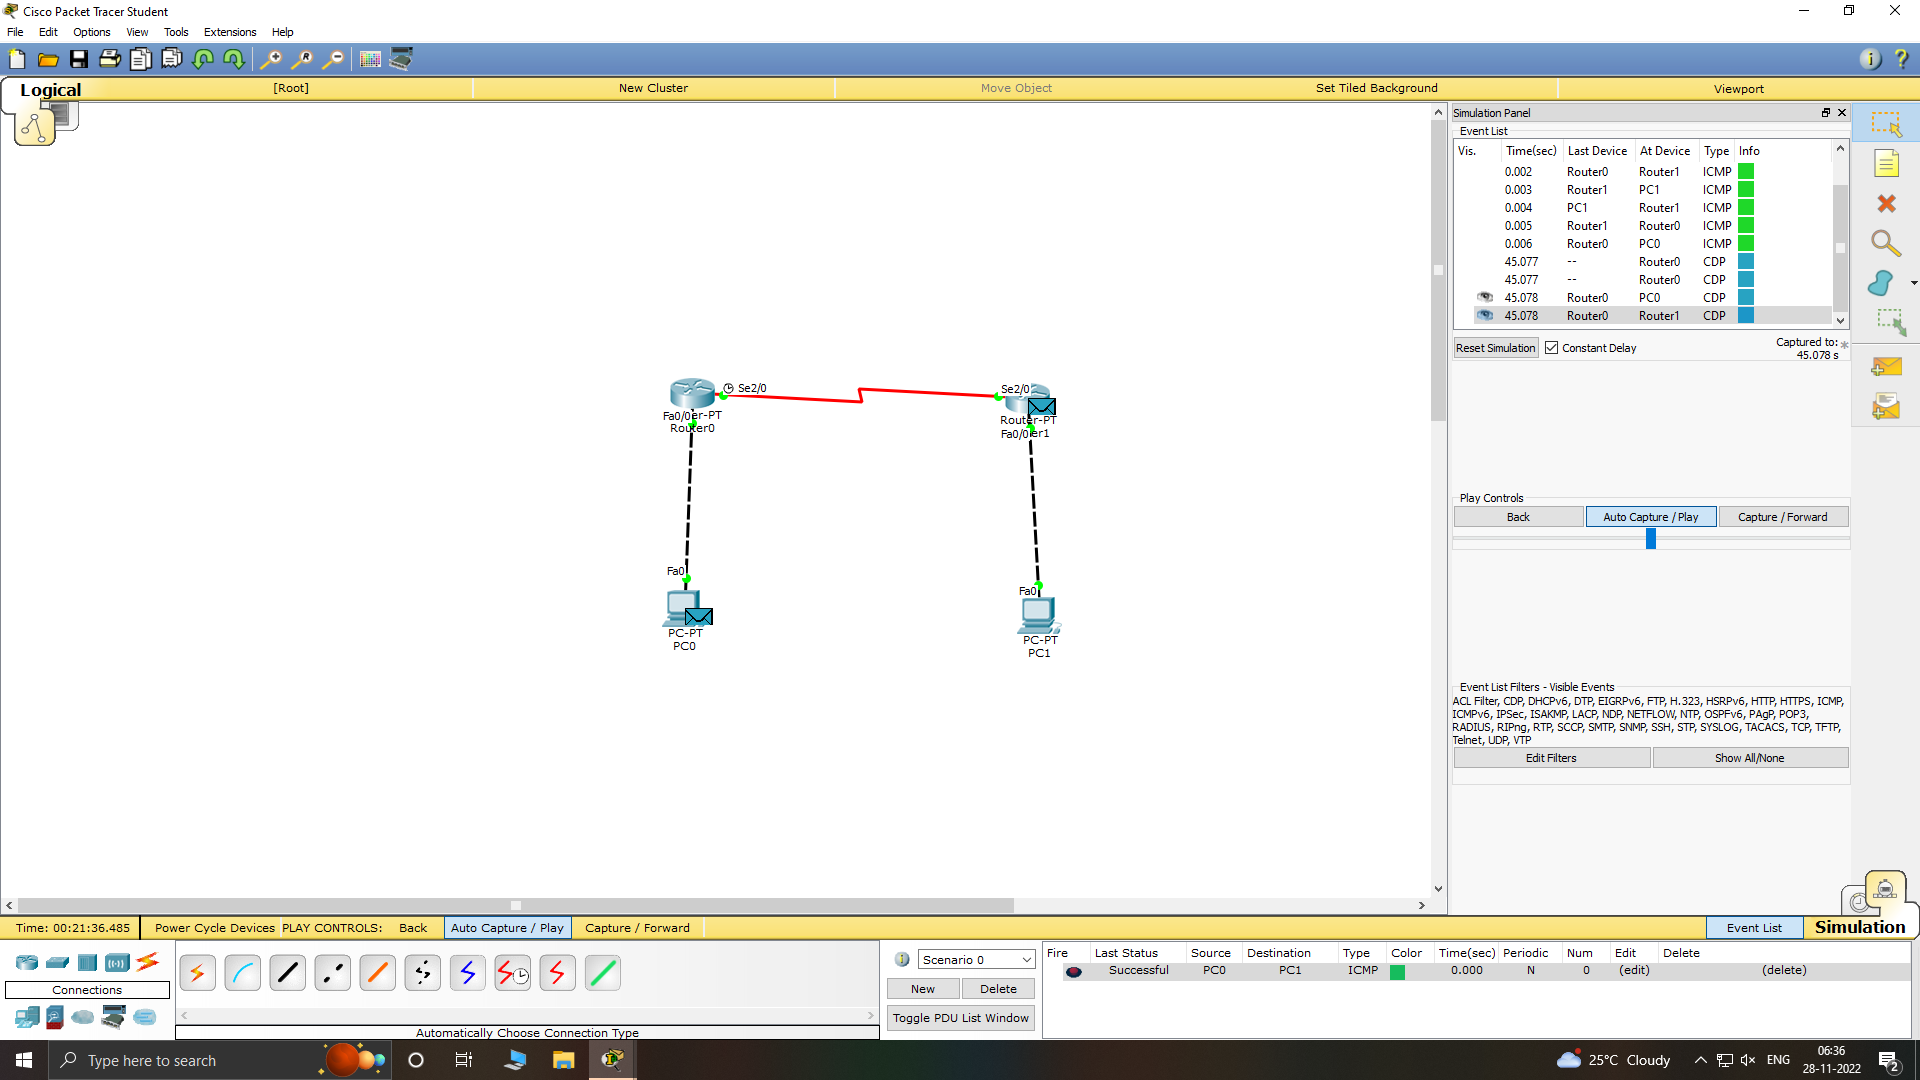 Cisco Packet Tracer Student
File Edit Options View Tools Extensions Help
Logical [Root] New Cluster Move Object Set Tiled Background Viewport
Simulation Panel
Event List
Vis. Time(sec) Last Device At Device Type Info
0.002 Router0 Router1 ICMP
0.003 Router1 PC1 ICMP
0.004 PC1 Router1 ICMP
0.005 Router1 Router0 ICMP
0.006 Router0 PC0 ICMP
45.077 -- Router0 CDP
45.077 -- Router0 CDP
45.078 Router0 PC0 CDP
45.078 Router0 Router1 CDP
Reset Simulation Constant Delay Captured to:
45.078 s
Se2/0
Fa0/0 er-PT
Router0
Se2/0
Router-PT
Fa0/0 er1
Fa0
PC-PT
PC0
Fa0
PC-PT
PC1
Play Controls
Back Auto Capture / Play Capture / Forward
Event List Filters - Visible Events
ACL Filter, CDP, DHCPv6, DTP, EIGRPv6, FTP, H.323, HSRPv6, HTTP, HTTPS, ICMP,
ICMPv6, IPSec, ISAKMP, LACP, NDP, NETFLOW, NTP, OSPFv6, PAgP, POP3,
RADIUS, RIPng, RTP, SCCP, SMTP, SNMP, SSH, STP, SYSLOG, TACACS, TCP, TFTP,
Telnet, UDP, VTP
Edit Filters Show All/None
Time: 00:21:36.485 Power Cycle Devices PLAY CONTROLS: Back Auto Capture / Play Capture / Forward Event List Simulation
Connections
Automatically Choose Connection Type
Scenario 0
New Delete
Toggle PDU List Window
Fire Last Status Source Destination Type Color Time(sec) Periodic Num Edit Delete
Successful PC0 PC1 ICMP 0.000 N 0 (edit) (delete)
Type here to search
25°C Cloudy
ENG
06:36
28-11-2022
2